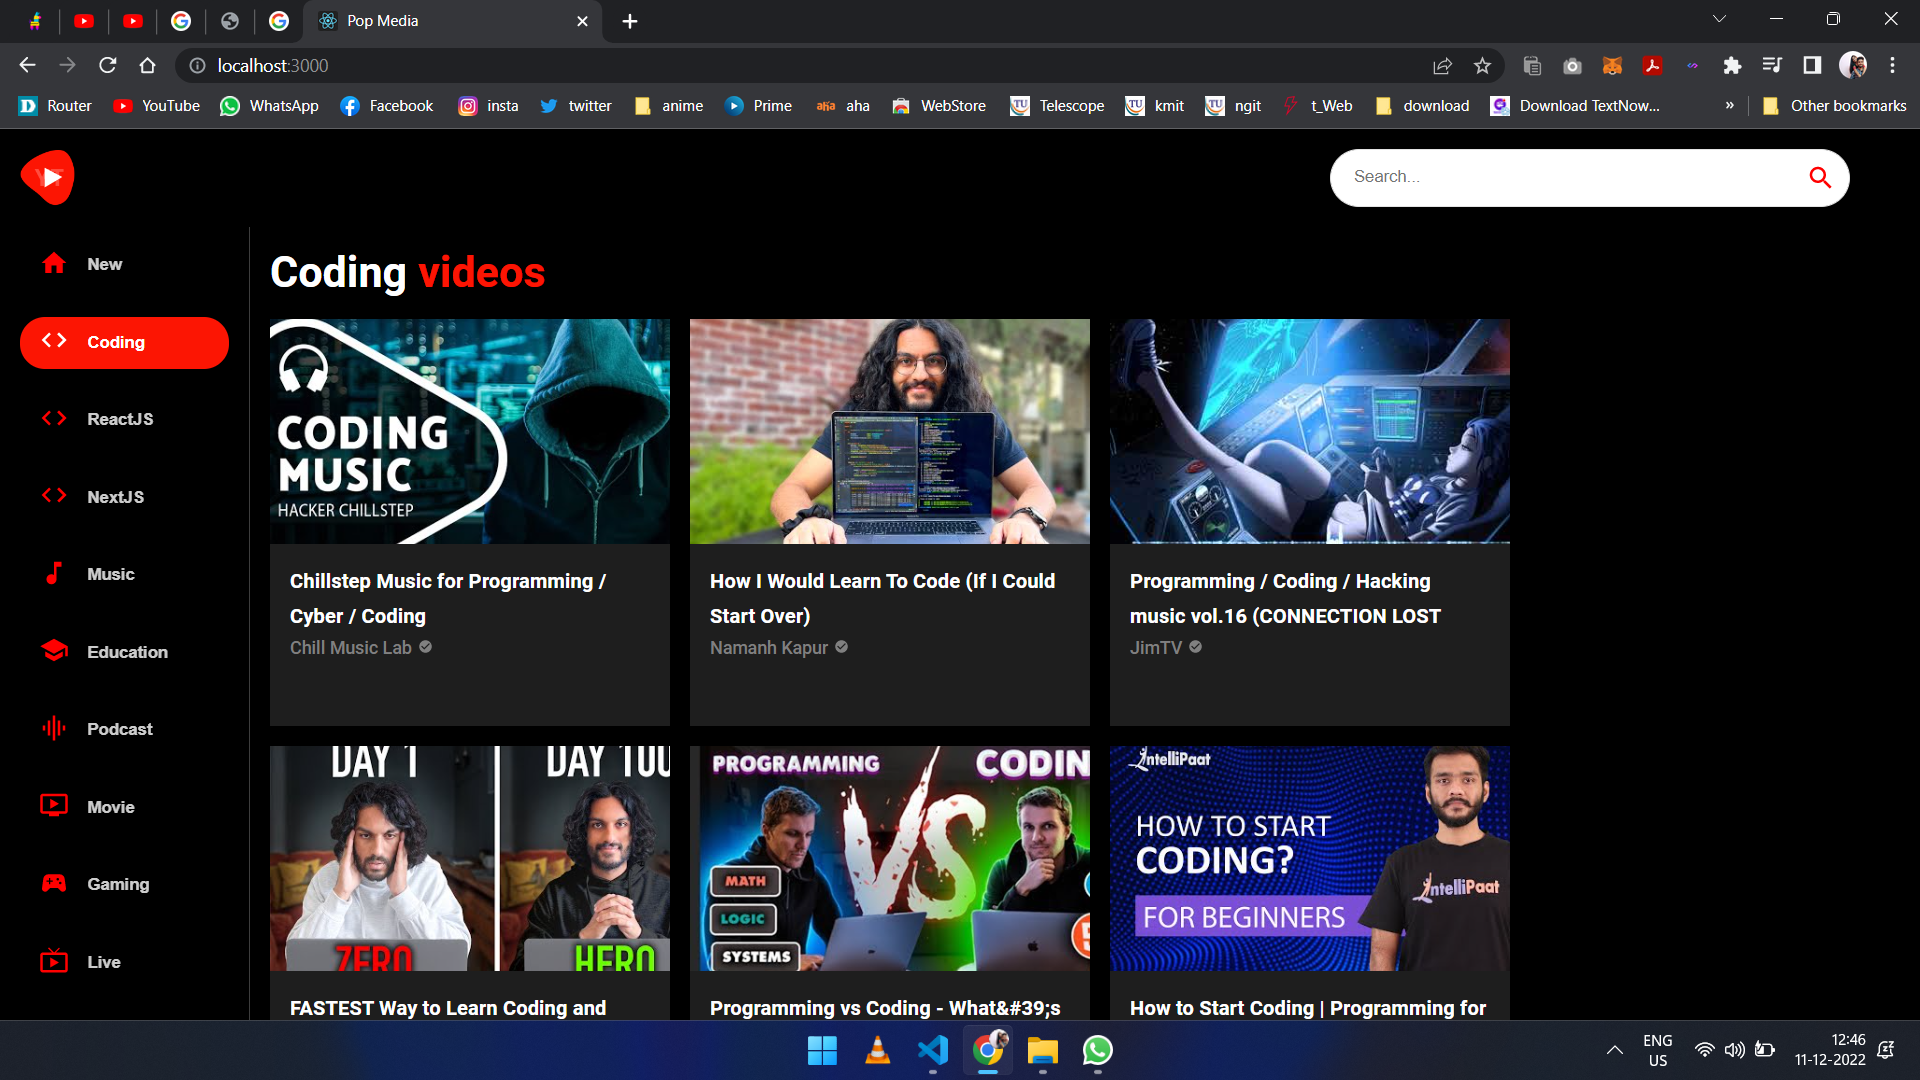 Pop Media
localhost:3000
Router
YouTube
WhatsApp
Facebook
insta
twitter
anime
Prime
aha
aha
WebStore
TU
Telescope
TU
kmit
TU
ngit
t_Web
download
Download TextNow...
»
Other bookmarks
YT
Search...
New
Coding
ReactJS
NextJS
Music
Education
Podcast
Movie
Gaming
Live
Coding videos
CODING
MUSIC
HACKER CHILLSTEP
Chillstep Music for Programming /
Cyber / Coding
Chill Music Lab
How I Would Learn To Code (If I Could
Start Over)
Namanh Kapur
Programming / Coding / Hacking
music vol.16 (CONNECTION LOST
JimTV
DAY 1
DAY 100
ZERO
HERO
FASTEST Way to Learn Coding and
PROGRAMMING
CODIN
VS
MATH
LOGIC
SYSTEMS
Programming vs Coding - What&#39;s
IntelliPaat
HOW TO START
CODING?
FOR BEGINNERS
IntelliPaat
How to Start Coding | Programming for
ENG
US
12:46
11-12-2022